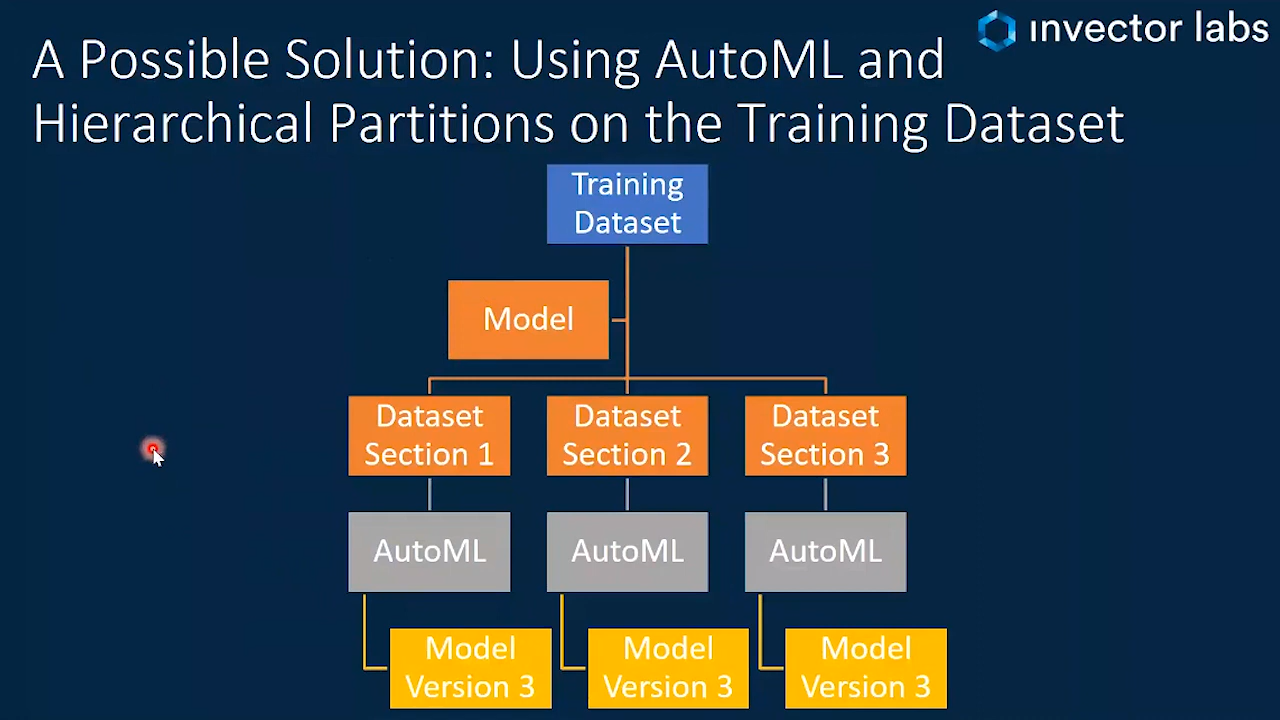 invector labs
A Possible Solution: Using AutoML and
Hierarchical Partitions on the Training Dataset
Training
Dataset
Model
Dataset
Section 1
Dataset
Section 2
Dataset
Section 3
AutoML
AutoML
AutoML
Model
Version 3
Model
Version 3
Model
Version 3